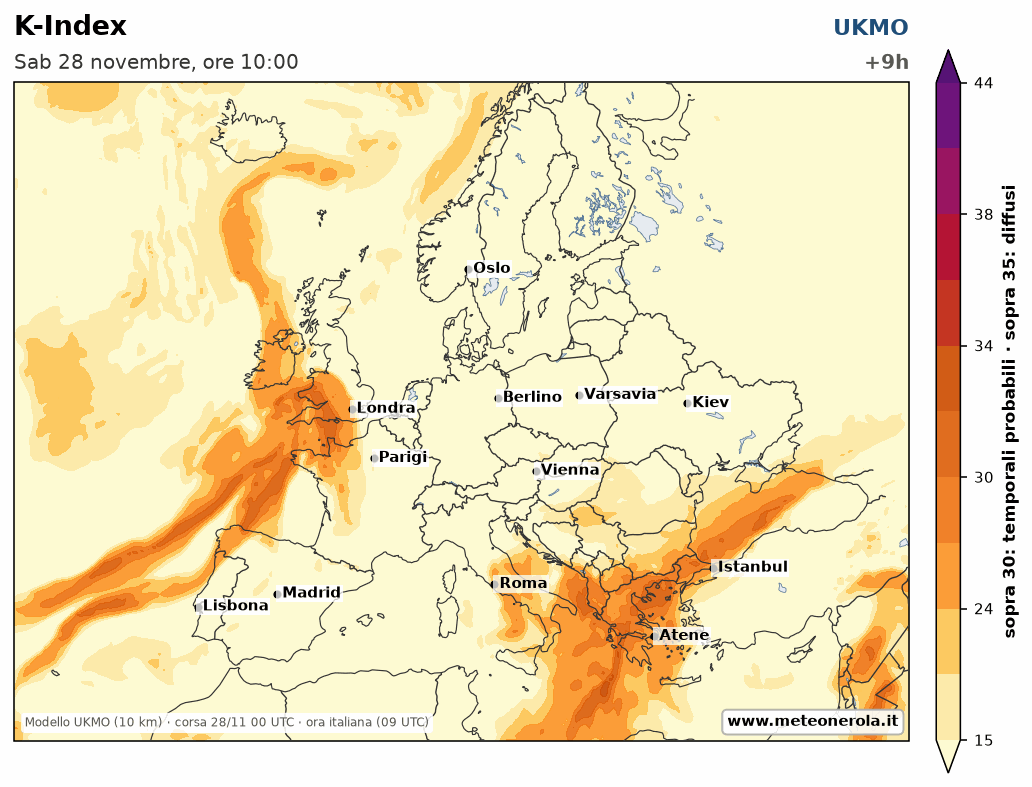 K-Index
UKMO
Sab 28 novembre, ore 10:00
+9h
44
38
34
30
24
15
sopra 30: temporali probabili · sopra 35: diffusi
Oslo
Londra
Berlino
Varsavia
Kiev
Parigi
Vienna
Istanbul
Roma
Madrid
Lisbona
Atene
Modello UKMO (10 km) · corsa 28/11 00 UTC · ora italiana (09 UTC)
www.meteonerola.it